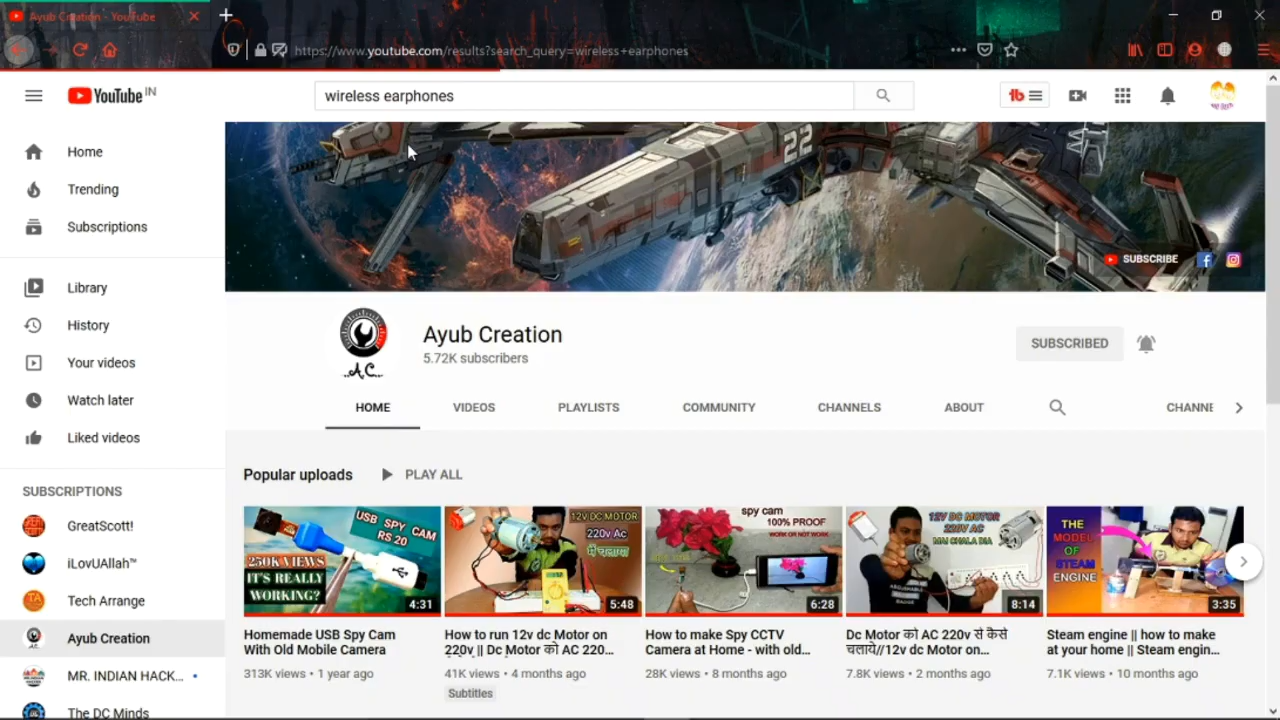 Ayub Creation - YouTube
https://www.youtube.com/results?search_query=wireless+earphones
YouTube IN
wireless earphones
Home
Trending
Subscriptions
Library
History
Your videos
Watch later
Liked videos
SUBSCRIPTIONS
GreatScott!
iLovUAllah™
Tech Arrange
Ayub Creation
MR. INDIAN HACK...
The DC Minds
22
SUBSCRIBE
A.C.
Ayub Creation
5.72K subscribers
SUBSCRIBED
HOME
VIDEOS
PLAYLISTS
COMMUNITY
CHANNELS
ABOUT
CHANNE
Popular uploads
PLAY ALL
USB SPY CAM
RS 20
250K VIEWS
IT'S REALLY
WORKING?
4:31
Homemade USB Spy Cam
With Old Mobile Camera
313K views • 1 year ago
12V DC MOTOR
220v Ac
में चलाया
5:48
How to run 12v dc Motor on
220v || Dc Motor को AC 220...
41K views • 4 months ago
Subtitles
spy cam
100% PROOF
WORK OR NOT WORK
6:28
How to make Spy CCTV
Camera at Home - with old...
28K views • 8 months ago
12V DC MOTOR
220V AC
MAI CHALA DIA
8:14
Dc Motor को AC 220v से कैसे
चलाये//12v dc Motor on...
7.8K views • 2 months ago
THE
MODEL
OF
STEAM
ENGINE
3:35
Steam engine || how to make
at your home || Steam engin...
7.1K views • 10 months ago